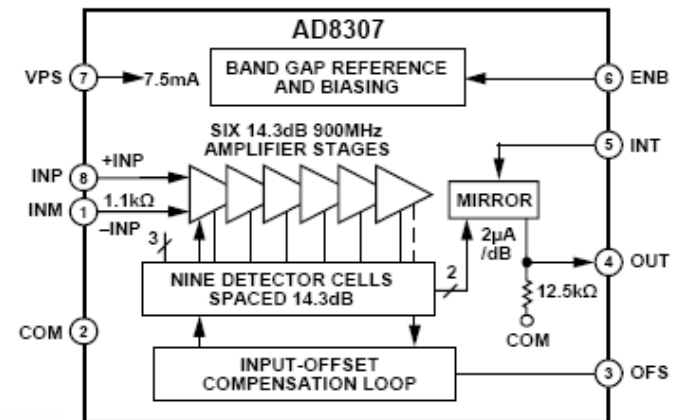 AD8307
VPS 7 7.5mA
BAND GAP REFERENCE
AND BIASING
6 ENB
SIX 14.3dB 900MHz
AMPLIFIER STAGES
5 INT
INP 8 +INP
INM 1 1.1kΩ
–INP
3
MIRROR
2µA
/dB
2
4 OUT
NINE DETECTOR CELLS
SPACED 14.3dB
12.5kΩ
COM
COM 2
INPUT-OFFSET
COMPENSATION LOOP
3 OFS